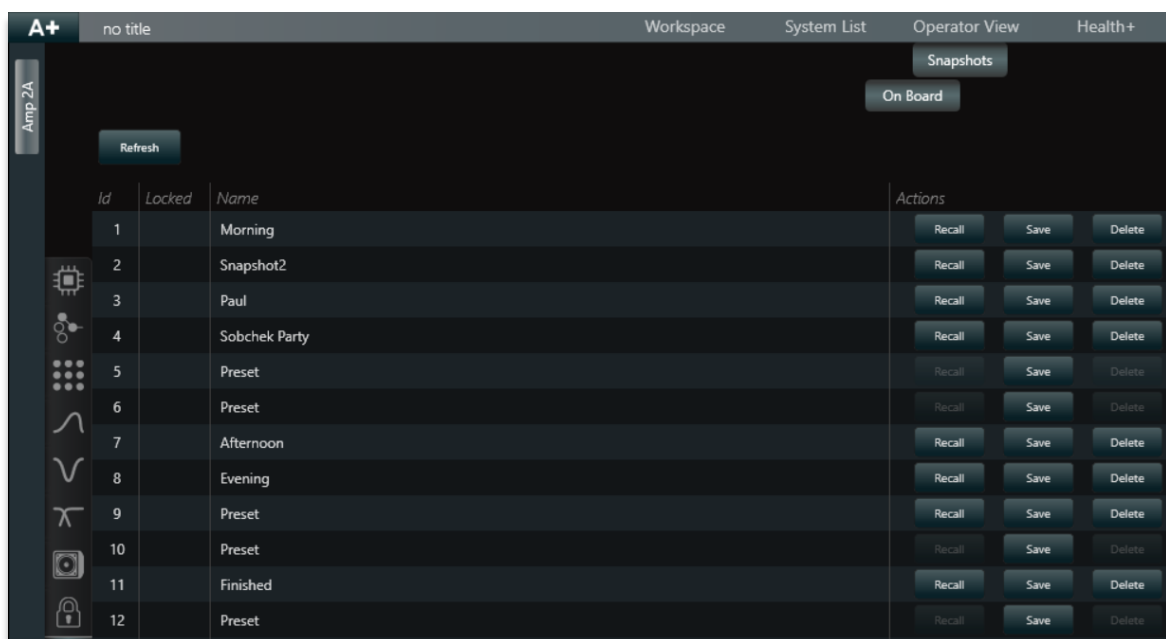 A+ no title Workspace System List Operator View Health+
Snapshots
On Board
Amp 2A
Refresh
Id Locked Name Actions
1 Morning Recall Save Delete
2 Snapshot2 Recall Save Delete
3 Paul Recall Save Delete
4 Sobchek Party Recall Save Delete
5 Preset Recall Save Delete
6 Preset Recall Save Delete
7 Afternoon Recall Save Delete
8 Evening Recall Save Delete
9 Preset Recall Save Delete
10 Preset Recall Save Delete
11 Finished Recall Save Delete
12 Preset Recall Save Delete